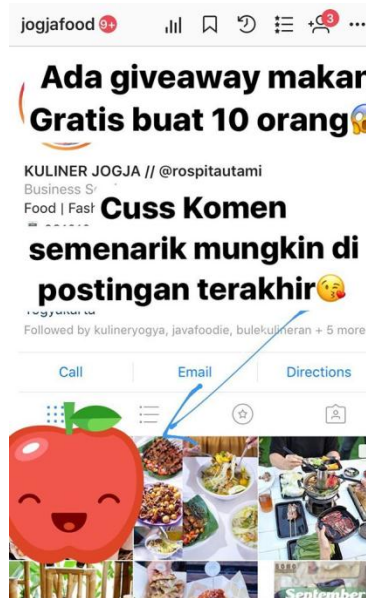 jogjafood 9+
3
Ada giveaway makan
Gratis buat 10 orang
KULINER JOGJA // @rospitautami
Business
Food |
Cuss Komen
semenarik mungkin di
postingan terakhir
Followed by kulineryogya, javafoodie, bulekulineran + 5 more
Call Email Directions
September